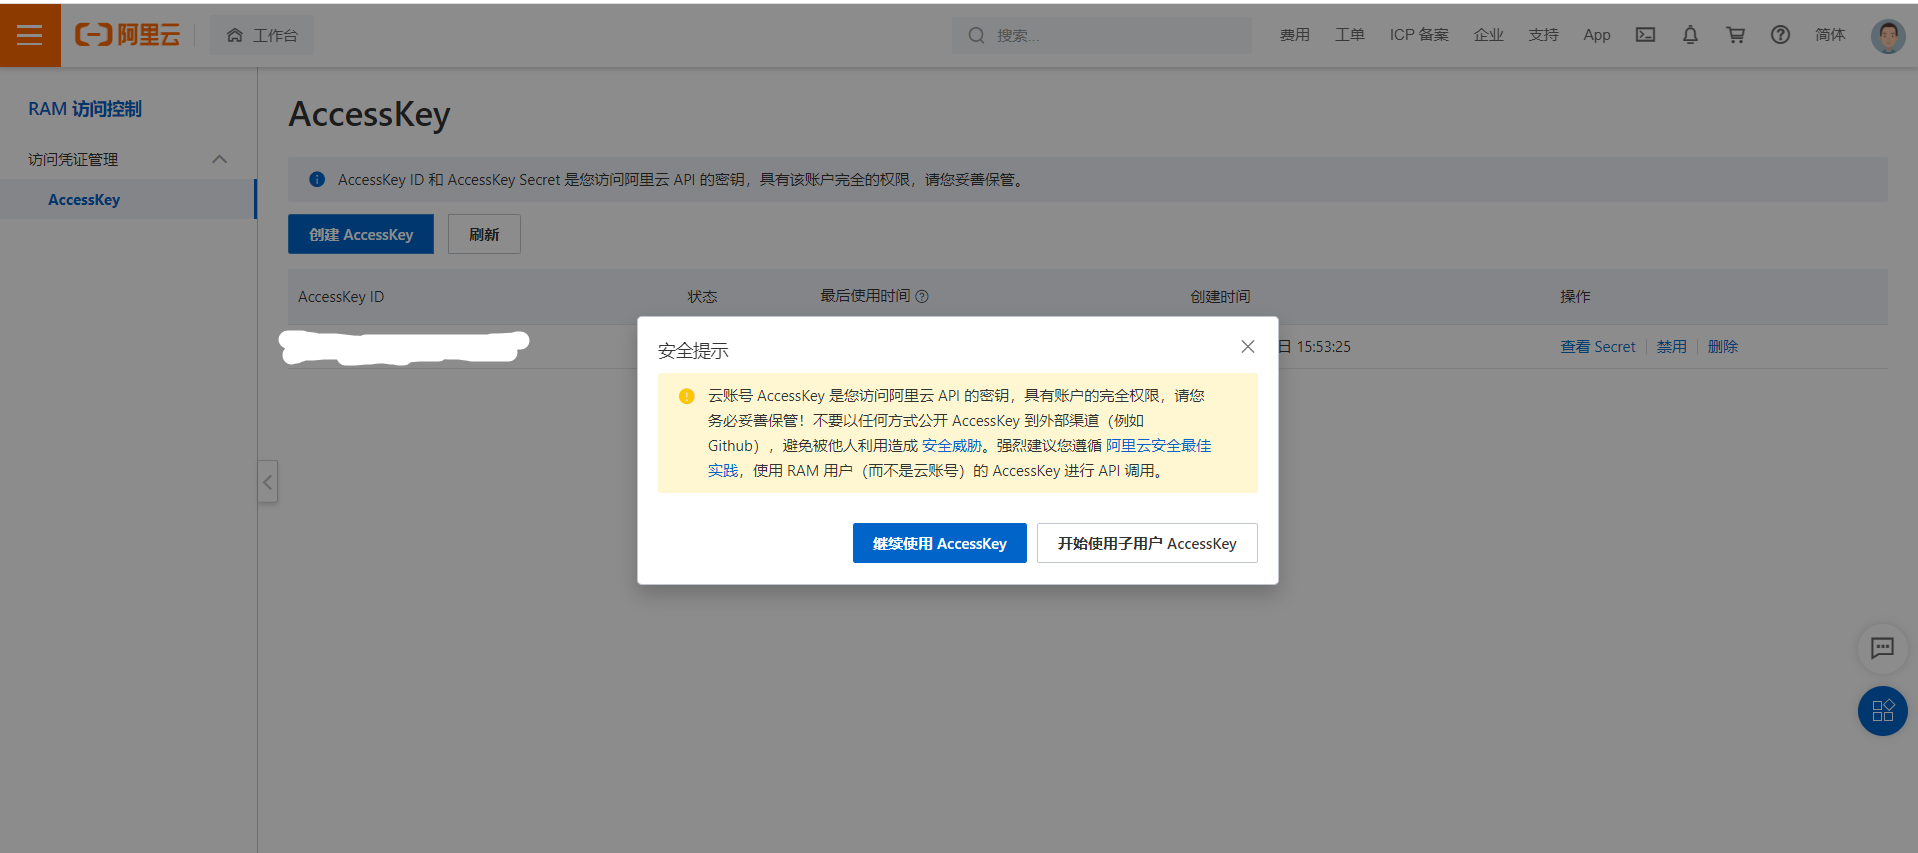 阿里云
工作台
搜索...
费用
工单
ICP 备案
企业
支持
App
简体
RAM 访问控制
访问凭证管理
AccessKey
AccessKey
AccessKey ID 和 AccessKey Secret 是您访问阿里云 API 的密钥，具有该账户完全的权限，请您妥善保管。
创建 AccessKey
刷新
AccessKey ID
状态
最后使用时间
创建时间
操作
日 15:53:25
查看 Secret
禁用
删除
安全提示
云账号 AccessKey 是您访问阿里云 API 的密钥，具有账户的完全权限，请您
务必妥善保管！不要以任何方式公开 AccessKey 到外部渠道（例如
Github），避免被他人利用造成 安全威胁。强烈建议您遵循 阿里云安全最佳
实践，使用 RAM 用户（而不是云账号）的 AccessKey 进行 API 调用。
继续使用 AccessKey
开始使用子用户 AccessKey